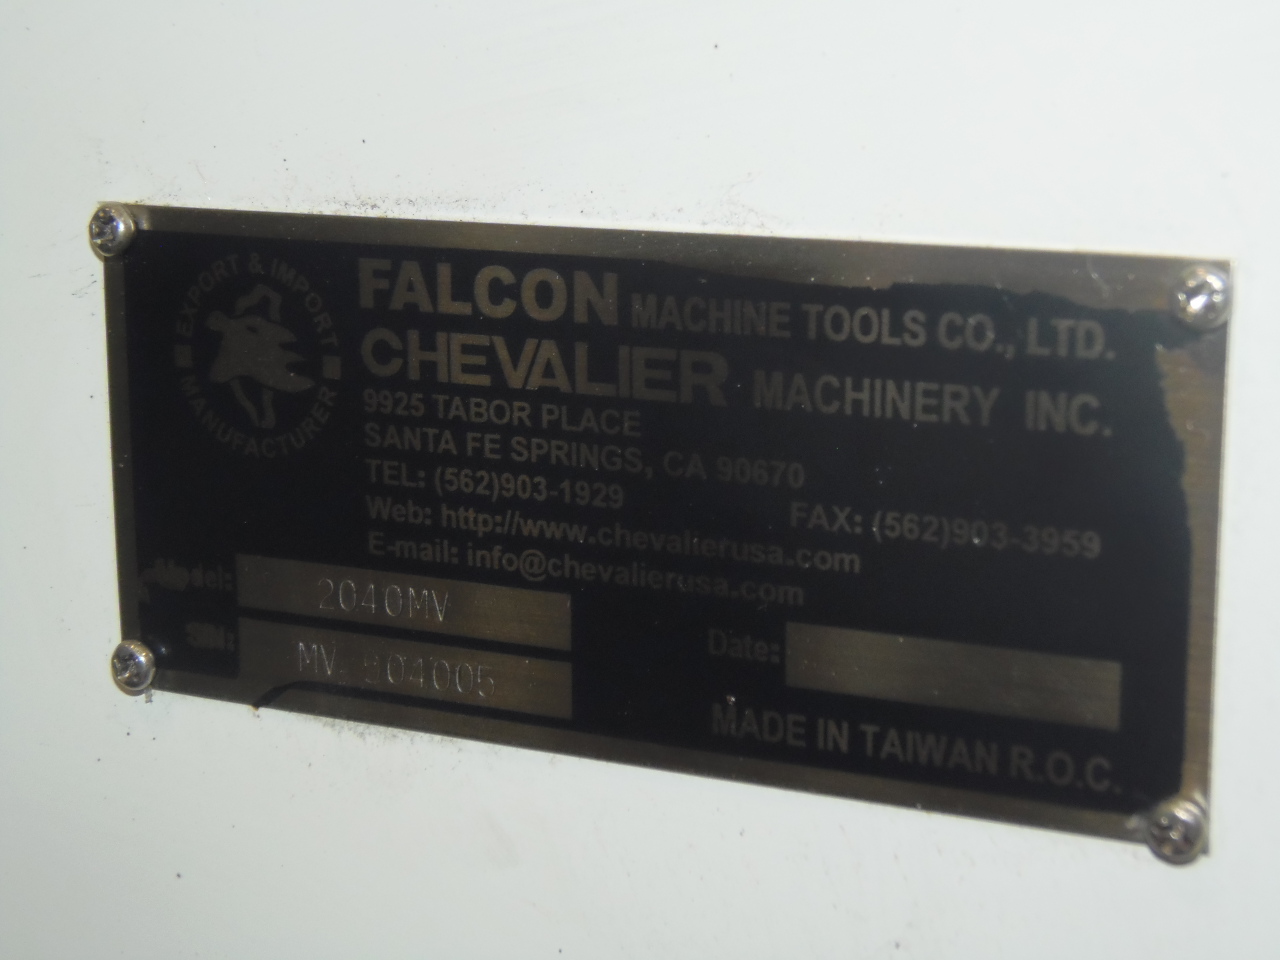 EXPORT & IMPORT
MANUFACTURER
FALCON MACHINE TOOLS CO., LTD.
CHEVALIER MACHINERY INC.
9925 TABOR PLACE
SANTA FE SPRINGS, CA 90670
TEL: (562)903-1929 FAX: (562)903-3959
Web: http://www.chevalierusa.com
E-mail: info@chevalierusa.com
Model: 2040MV
S/N: MV.
Date:
MADE IN TAIWAN R.O.C.